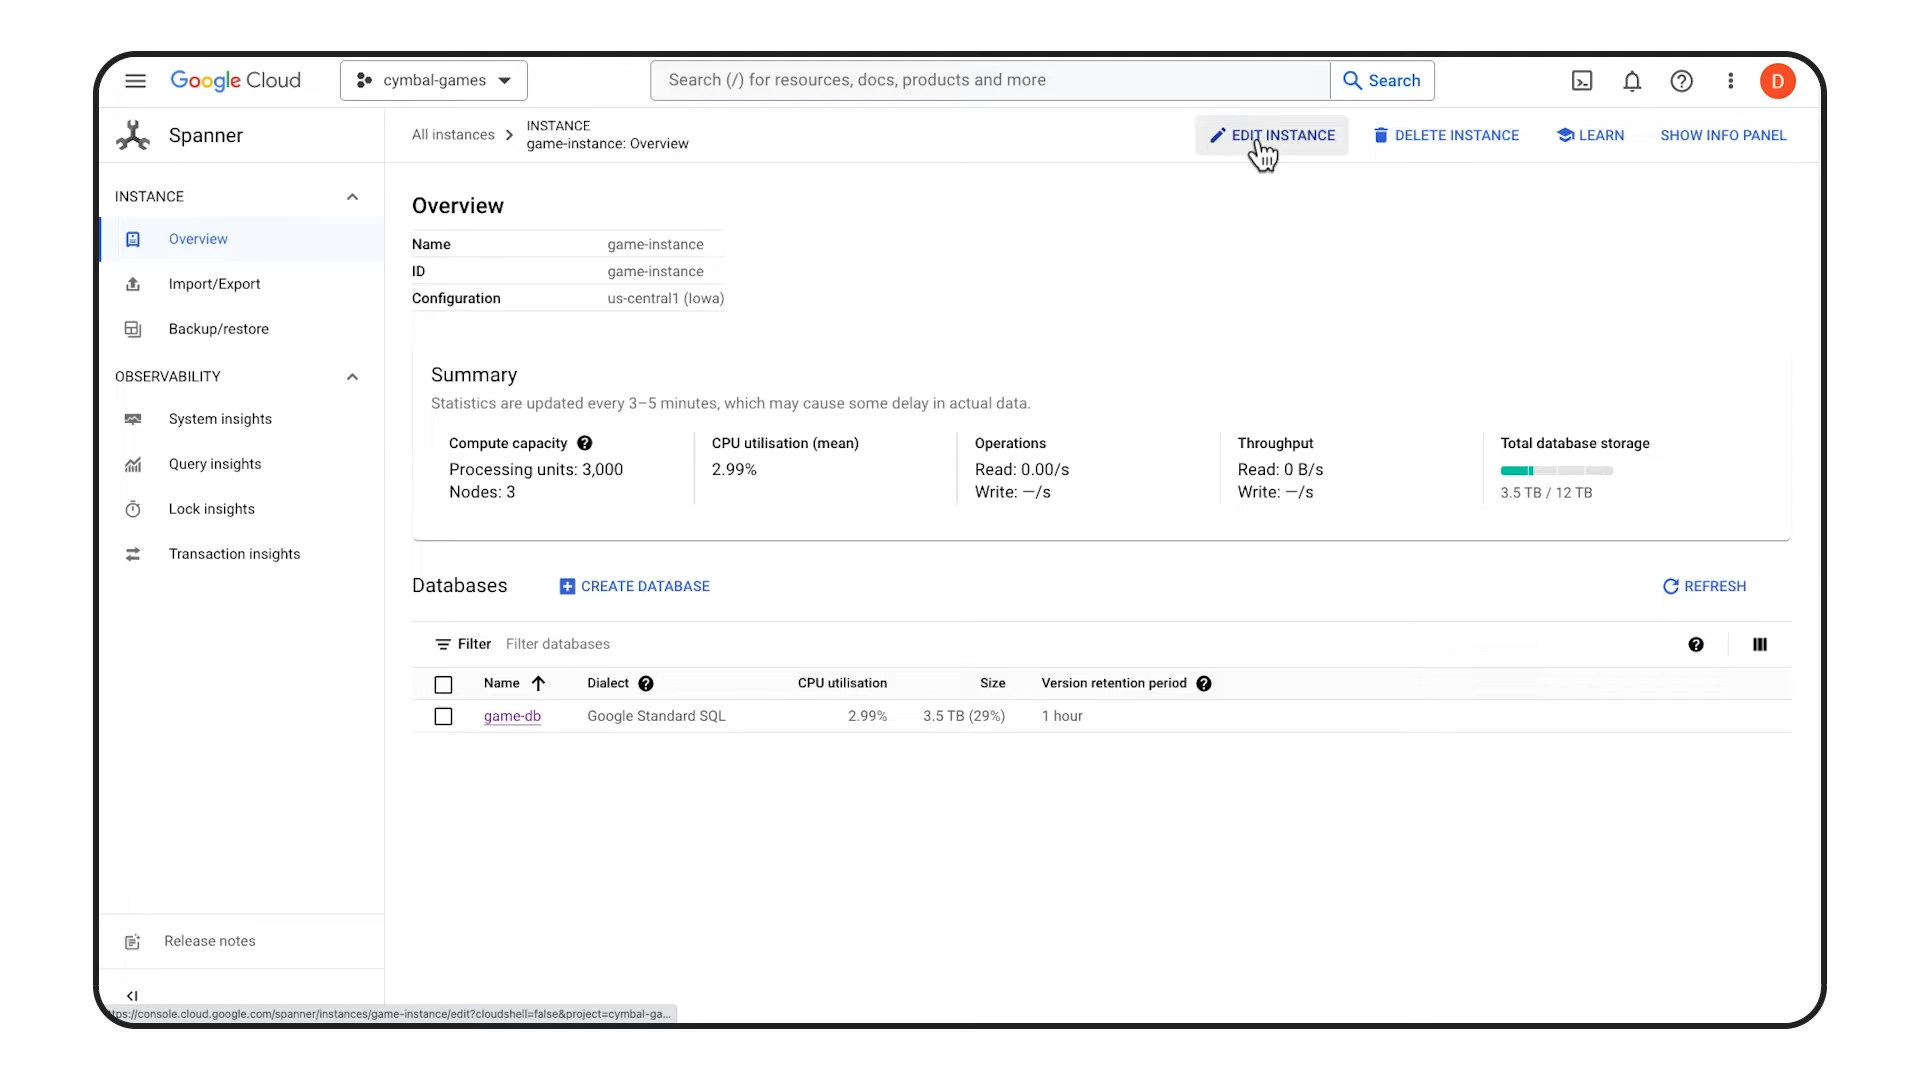 Google Cloud
cymbal-games
Search (/) for resources, docs, products and more
Search
D
Spanner
All instances
INSTANCE
game-instance: Overview
EDIT INSTANCE
DELETE INSTANCE
LEARN
SHOW INFO PANEL
INSTANCE
Overview
Import/Export
Backup/restore
OBSERVABILITY
System insights
Query insights
Lock insights
Transaction insights
Release notes
Overview
Name game-instance
ID game-instance
Configuration us-central1 (Iowa)
Summary
Statistics are updated every 3–5 minutes, which may cause some delay in actual data.
Compute capacity
Processing units: 3,000
Nodes: 3
CPU utilisation (mean)
2.99%
Operations
Read: 0.00/s
Write: —/s
Throughput
Read: 0 B/s
Write: —/s
Total database storage
3.5 TB / 12 TB
Databases
CREATE DATABASE
REFRESH
Filter Filter databases
Name Dialect CPU utilisation Size Version retention period
game-db Google Standard SQL 2.99% 3.5 TB (29%) 1 hour
tps://console.cloud.google.com/spanner/instances/game-instance/edit?cloudshell=false&project=cymbal-ga...